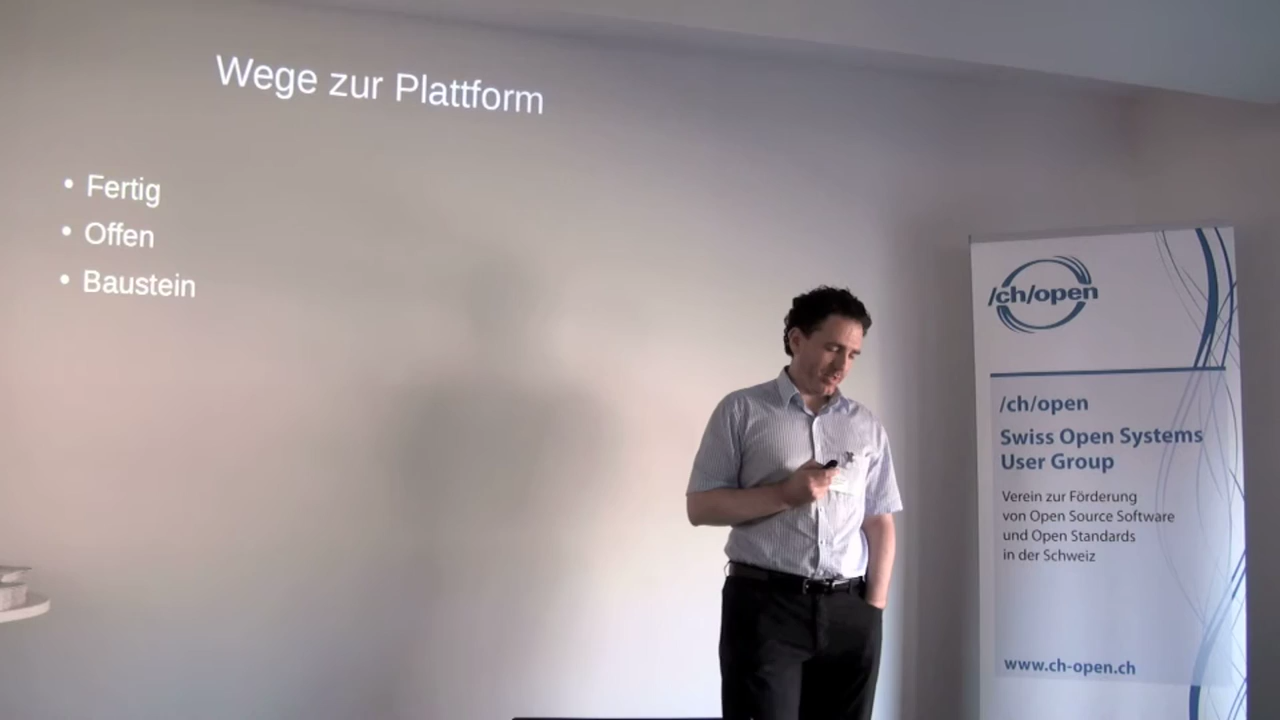 Wege zur Plattform
• Fertig
• Offen
• Baustein
/ch/open
/ch/open
Swiss Open Systems
User Group
Verein zur Förderung
von Open Source Software
und Open Standards
in der Schweiz
www.ch-open.ch